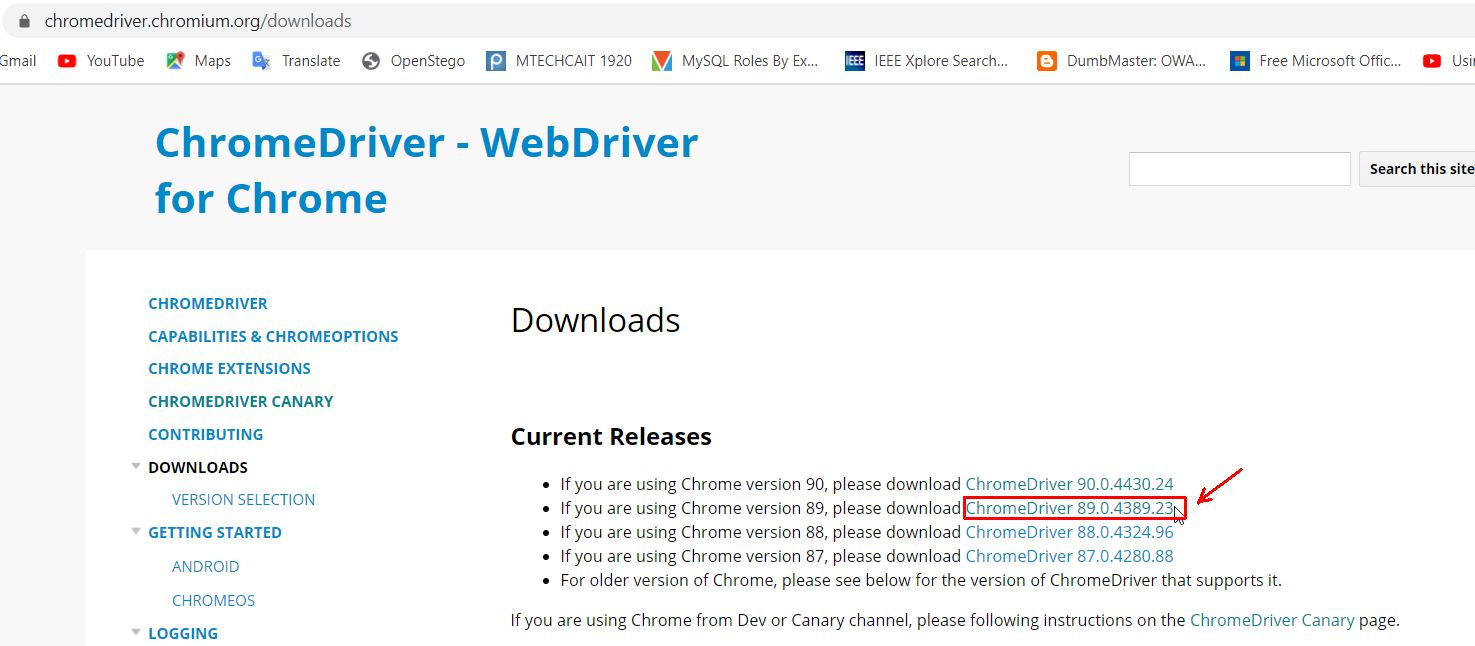 chromedriver.chromium.org/downloads
Gmail YouTube Maps Translate OpenStego MTECHCAIT 1920 MySQL Roles By Ex... IEEE IEEE Xplore Search... DumbMaster: OWA... Free Microsoft Offic... Usi
ChromeDriver - WebDriver
for Chrome
Search this site
CHROMEDRIVER
CAPABILITIES & CHROMEOPTIONS
CHROME EXTENSIONS
CHROMEDRIVER CANARY
CONTRIBUTING
DOWNLOADS
VERSION SELECTION
GETTING STARTED
ANDROID
CHROMEOS
LOGGING
Downloads
Current Releases
If you are using Chrome version 90, please download ChromeDriver 90.0.4430.24
If you are using Chrome version 89, please download ChromeDriver 89.0.4389.23
If you are using Chrome version 88, please download ChromeDriver 88.0.4324.96
If you are using Chrome version 87, please download ChromeDriver 87.0.4280.88
For older version of Chrome, please see below for the version of ChromeDriver that supports it.
If you are using Chrome from Dev or Canary channel, please following instructions on the ChromeDriver Canary page.